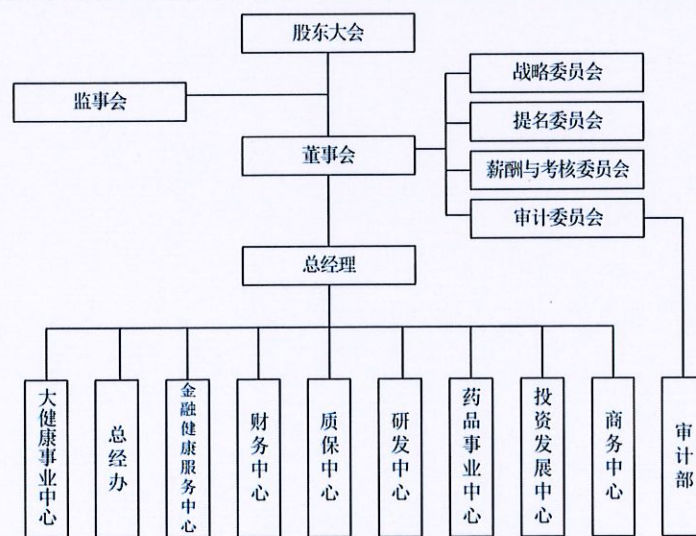 股东大会
战略委员会
监事会
提名委员会
董事会
薪酬与考核委员会
审计委员会
总经理
大健康事业中心
总经办
金融健康服务中心
财务中心
质保中心
研发中心
药品事业中心
投资发展中心
商务中心
审计部